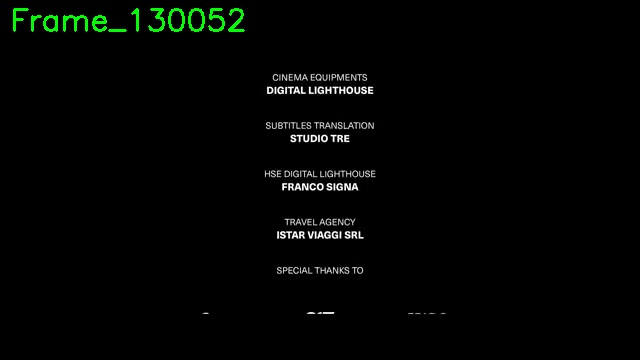 Frame_130052
CINEMA EQUIPMENTS
DIGITAL LIGHTHOUSE
SUBTITLES TRANSLATION
STUDIO TRE
HSE DIGITAL LIGHTHOUSE
FRANCO SIGNA
TRAVEL AGENCY
ISTAR VIAGGI SRL
SPECIAL THANKS TO